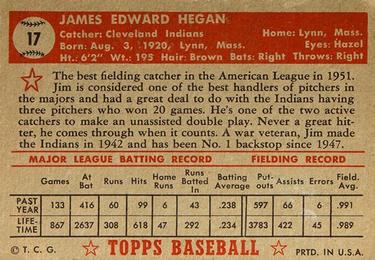 17
JAMES EDWARD HEGAN
Catcher: Cleveland Indians Home: Lynn, Mass.
Born: Aug. 3, 1920, Lynn, Mass. Eyes: Hazel
Ht.: 6'2" Wt.: 195 Hair: Brown Bats: Right Throws: Right
The best fielding catcher in the American League in 1951.
Jim is considered one of the best handlers of pitchers
in the majors and had a great deal to do with the Indians having
three pitchers who won 20 games. He's one of the two active
catchers to make an unassisted double play. Never a great hit-
ter, he comes through when it counts. A war veteran, Jim made
the Indians in 1942 and has been No. 1 backstop since 1947.
MAJOR LEAGUE BATTING RECORD FIELDING RECORD
Games At Bat Runs Hits Home Runs Runs Batted In Batting Average Put-outs Assists Errors Field. Avg.
PAST YEAR 133 416 60 99 6 43 .238 597 66 6 .991
LIFE-TIME 867 2637 318 618 47 292 .234 3783 422 45 .989
© T. C. G. TOPPS BASEBALL PRTD. IN U.S.A.